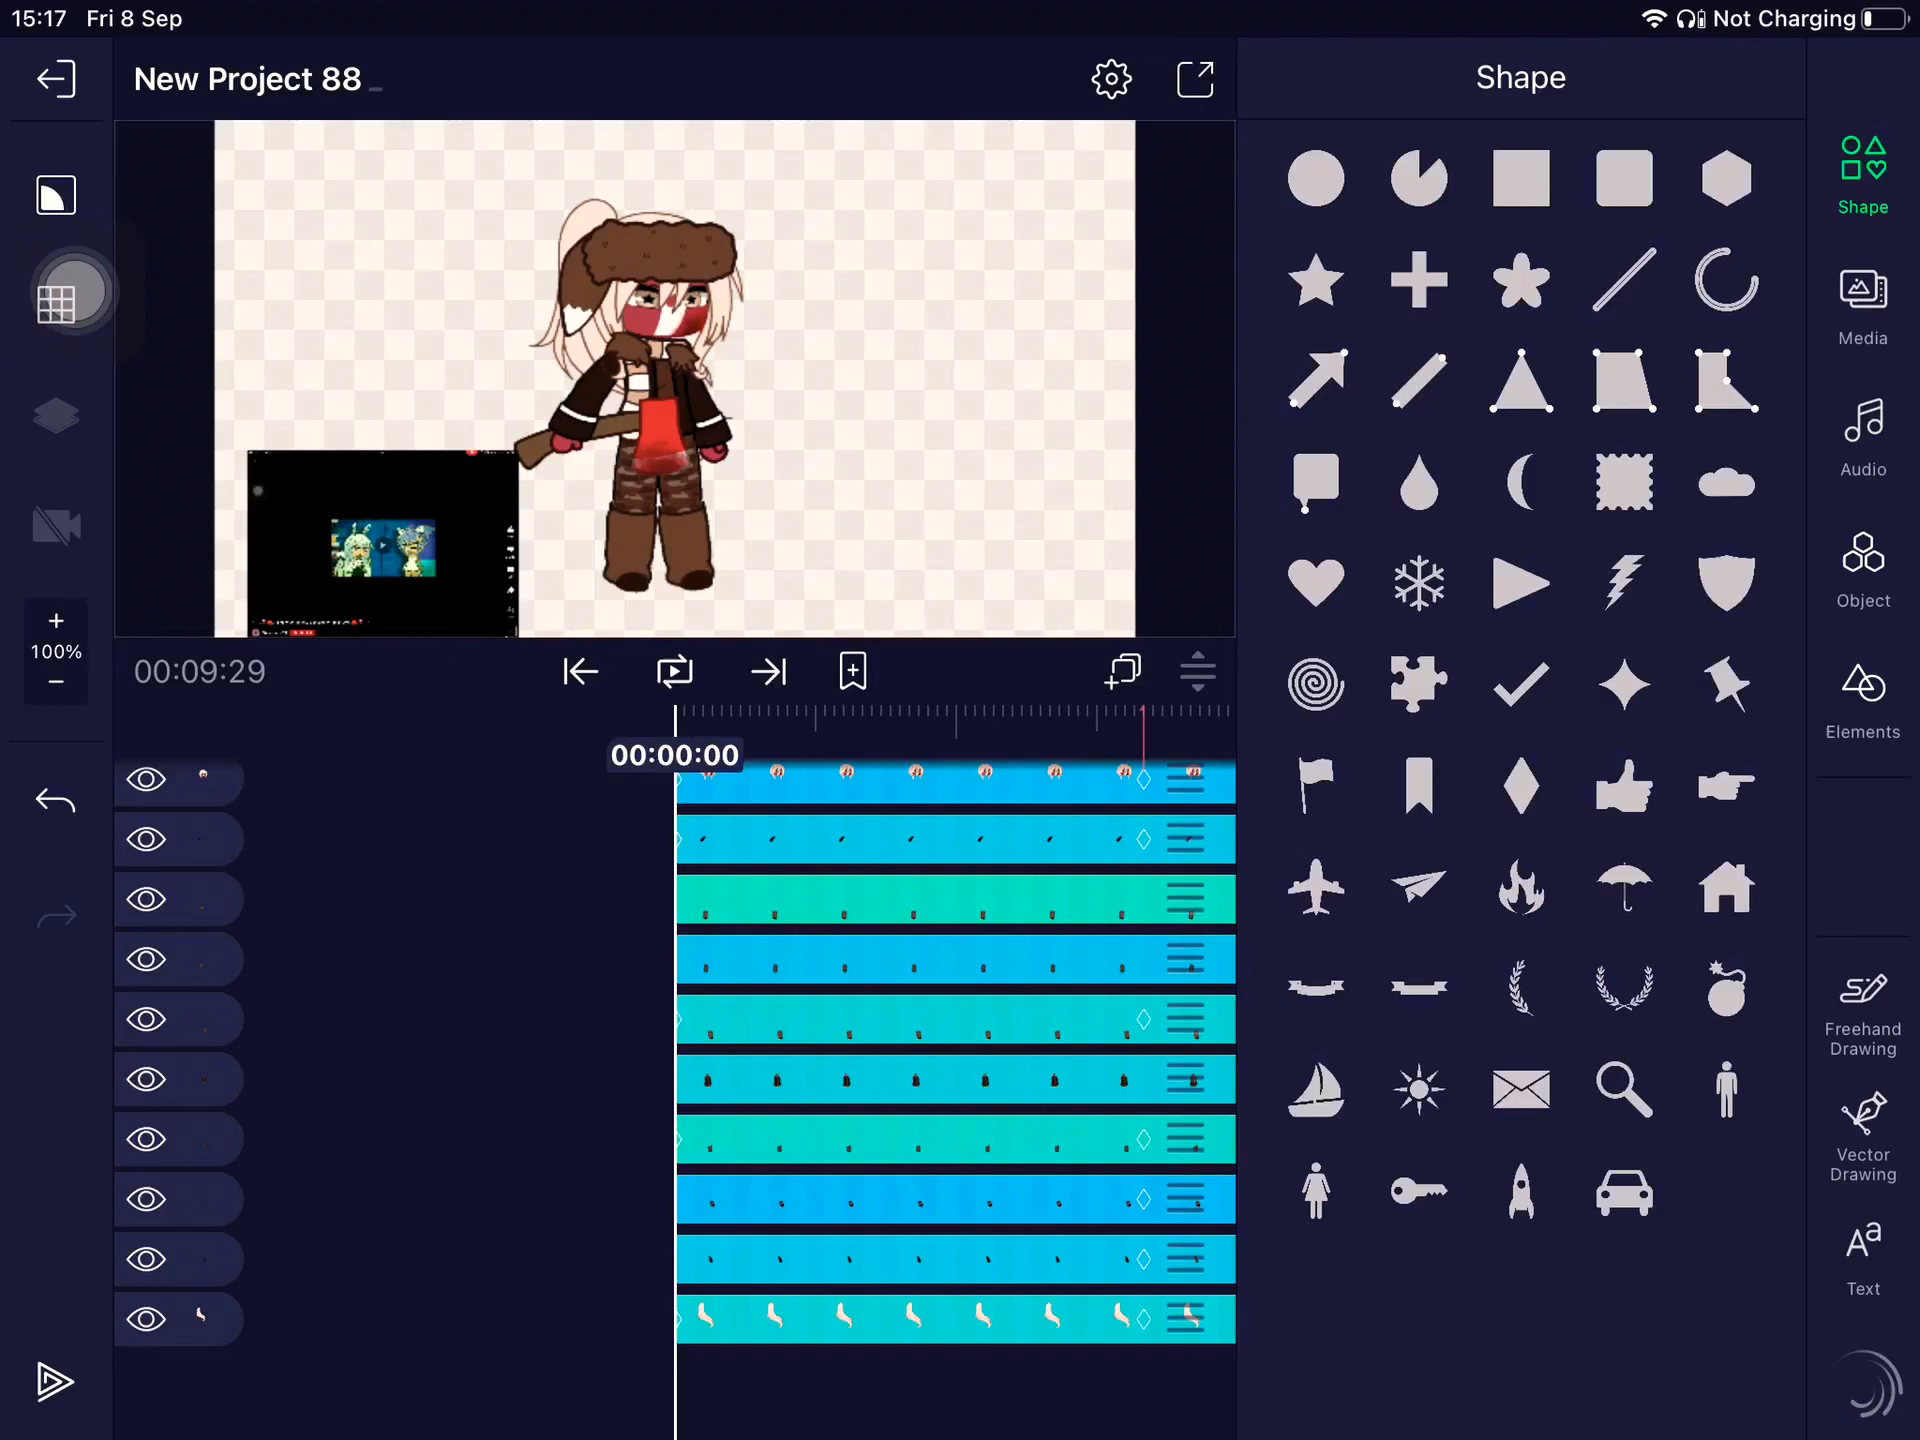 15:17 Fri 8 Sep
Not Charging
New Project 88
Shape
Shape
Media
Audio
Object
Elements
100%
00:09:29
00:00:00
Freehand
Drawing
Vector
Drawing
Aa
Text